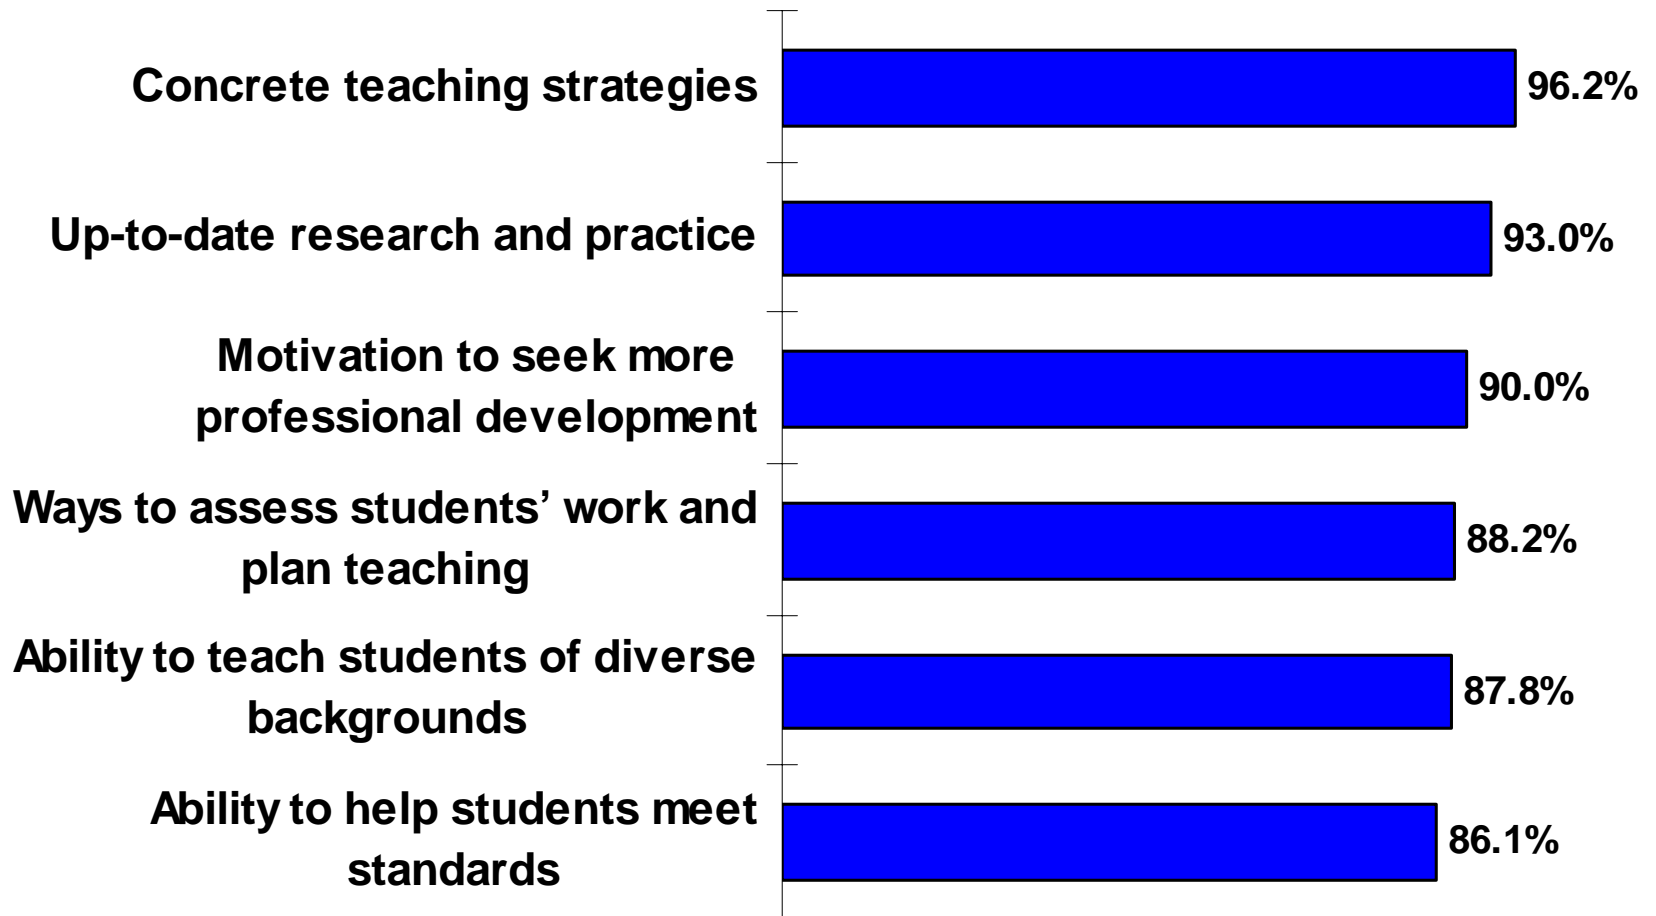 Concrete teaching strategies
96.2%
Up-to-date research and practice
93.0%
Motivation to seek more
professional development
90.0%
Ways to assess students’ work and
plan teaching
88.2%
Ability to teach students of diverse
backgrounds
87.8%
Ability to help students meet
standards
86.1%